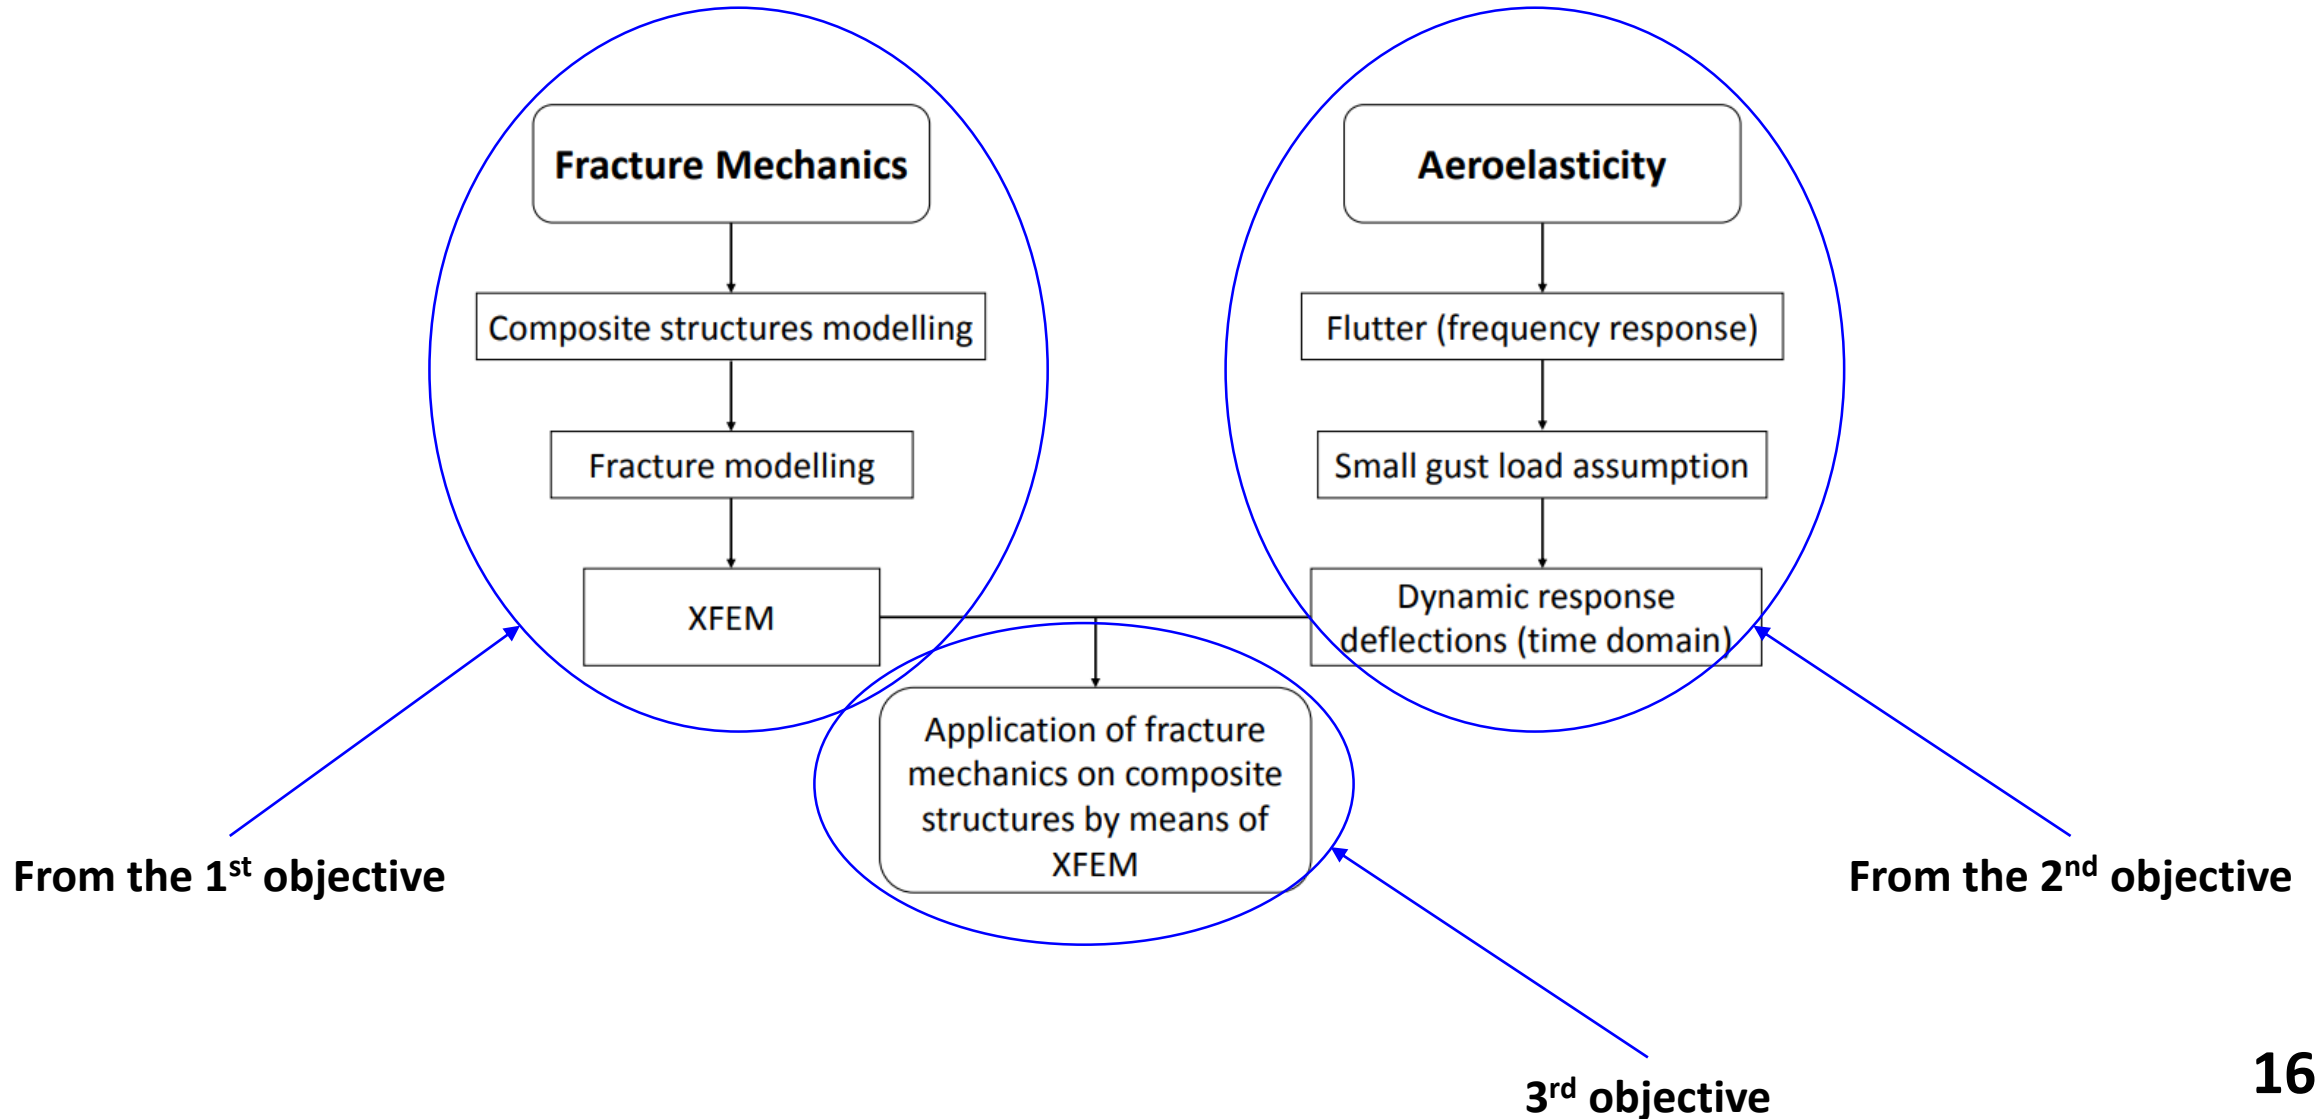 Fracture Mechanics
Composite structures modelling
Fracture modelling
XFEM
Aeroelasticity
Flutter (frequency response)
Small gust load assumption
Dynamic response
deflections (time domain)
Application of fracture
mechanics on composite
structures by means of
XFEM
From the 1st objective
From the 2nd objective
3rd objective
16